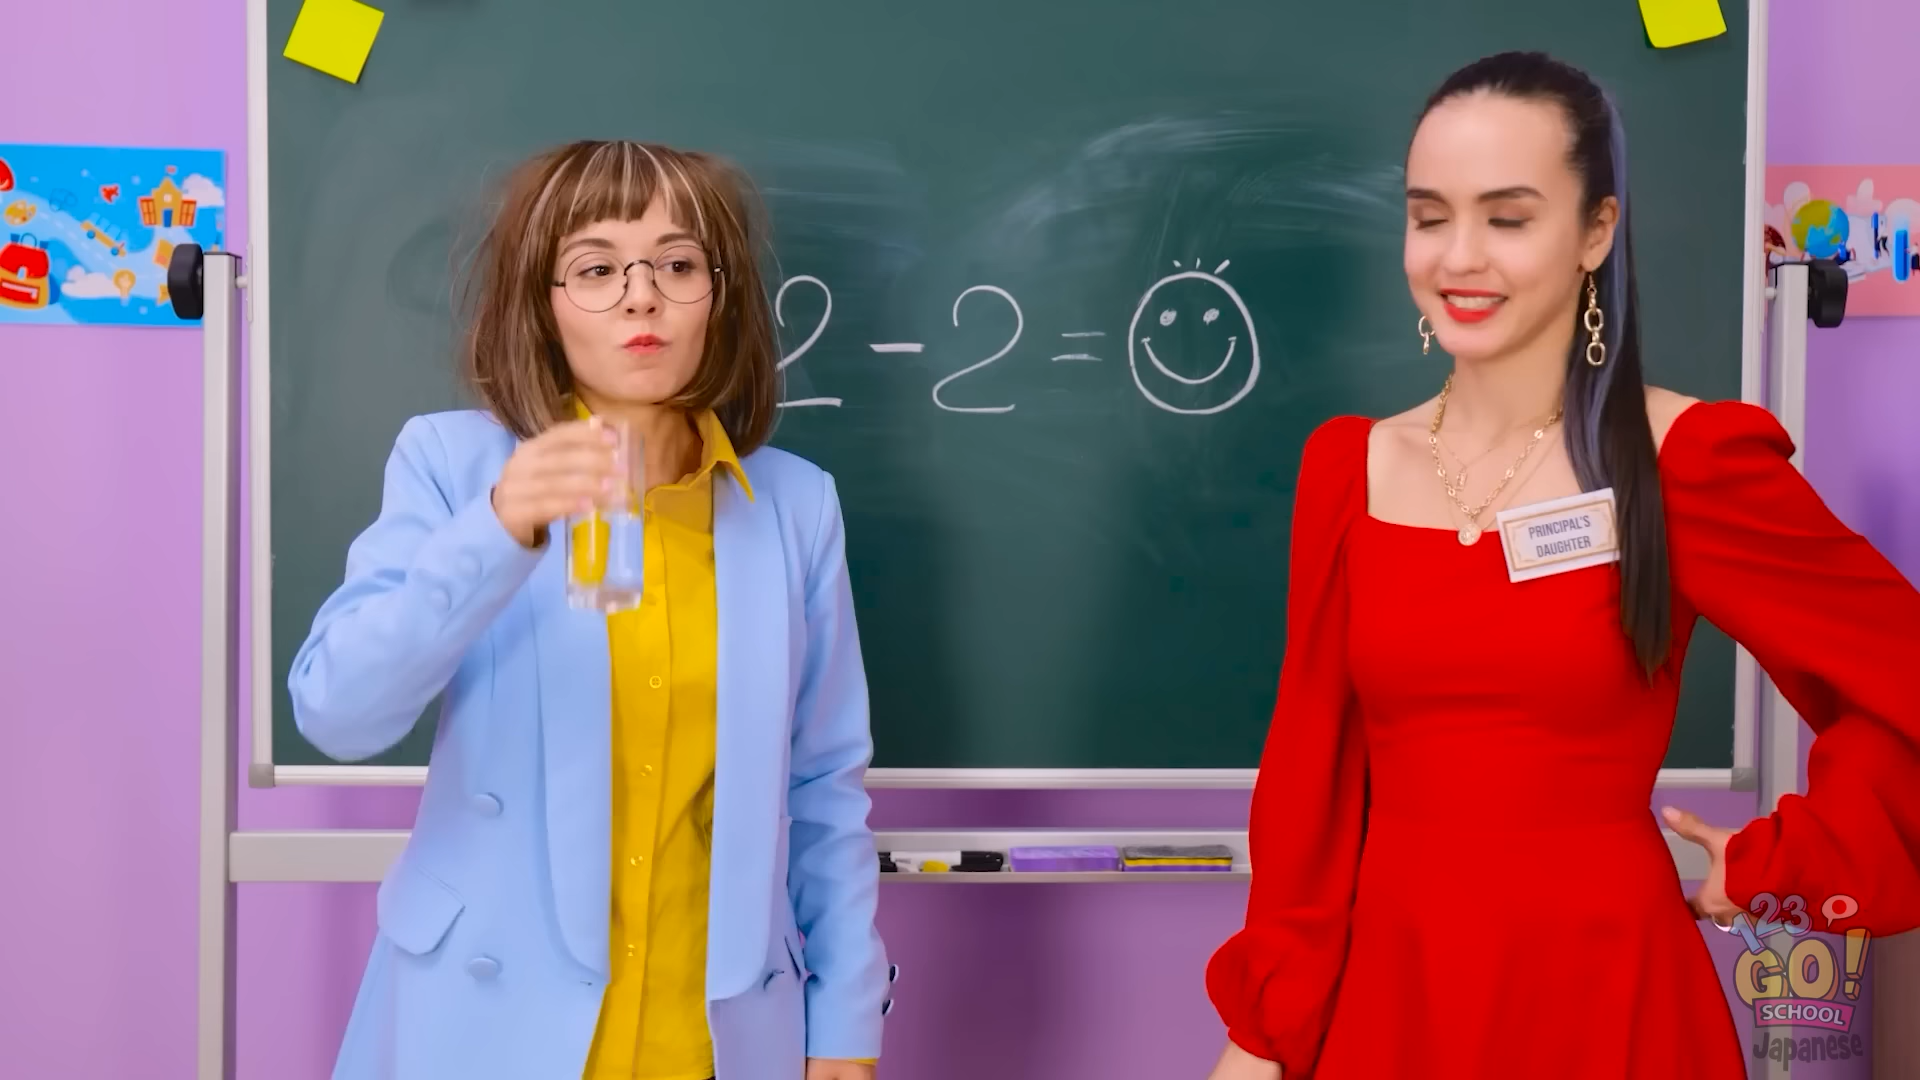 2 - 2 =
PRINCIPAL'S
DAUGHTER
123
GO!
SCHOOL
Japanese